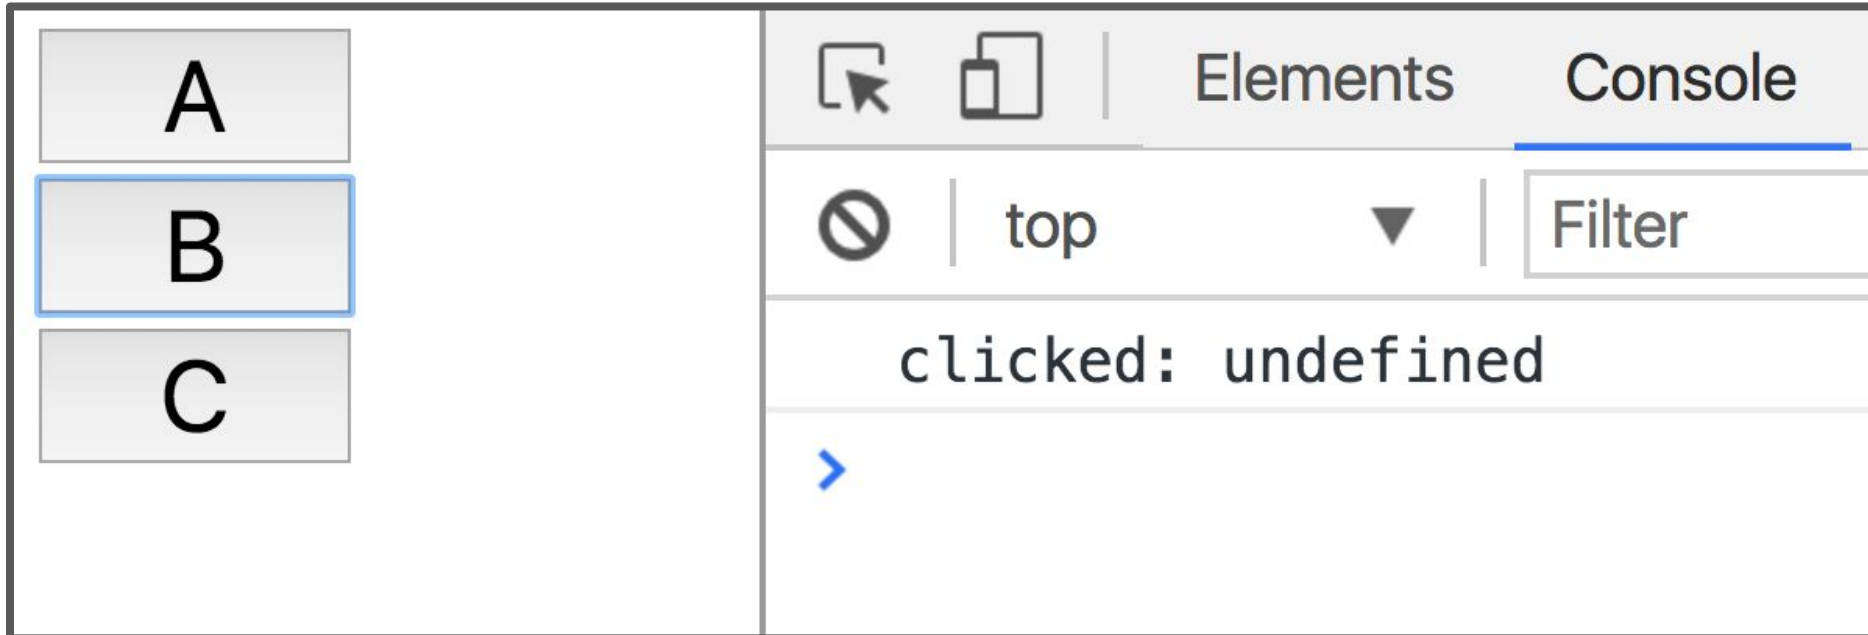 A
B
C
Elements Console
top Filter
clicked: undefined